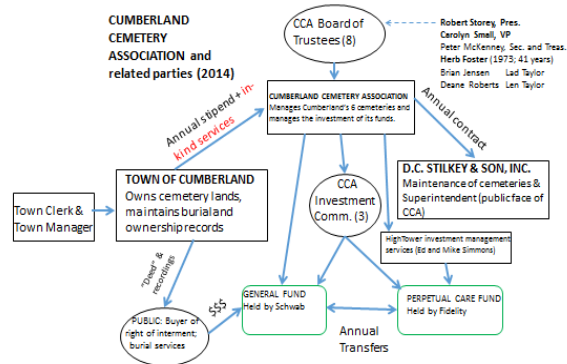 CUMBERLAND
CEMETERY
ASSOCIATION and
related parties (2014)
CCA Board of
Trustees (8)
Robert Storey, Pres.
Carolyn Small, VP
Peter McKenney, Sec. and Treas.
Herb Foster (1973; 41 years)
Brian Jensen Lad Taylor
Deane Roberts Len Taylor
Annual stipend + in-
kind services
CUMBERLAND CEMETERY ASSOCIATION
Manages Cumberland's 6 cemeteries and
manages the investment of its funds.
Annual contract
D.C. STILKEY & SON, INC.
Maintenance of cemeteries &
Superintendent (public face of
CCA)
TOWN OF CUMBERLAND
Owns cemetery lands,
maintains burial and
ownership records
Town Clerk &
Town Manager
CCA
Investment
Comm. (3)
HighTower investment management
services (Ed and Mike Simmons)
"Deed" &
recordings
$$$
PUBLIC: Buyer of
right of interment;
burial services
GENERAL FUND
Held by Schwab
PERPETUAL CARE FUND
Held by Fidelity
Annual
Transfers